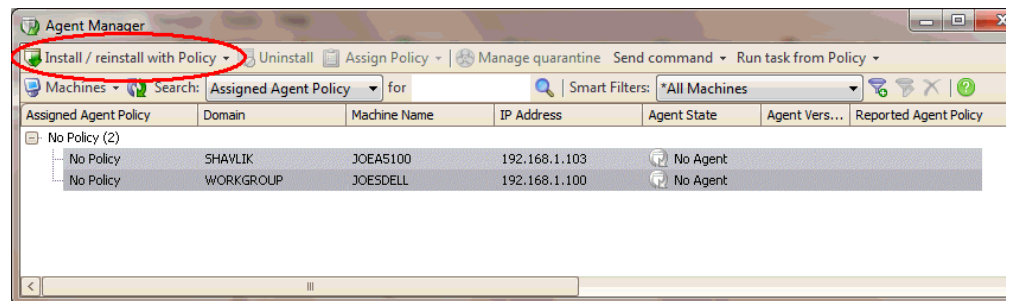 Agent Manager
Install / reinstall with Policy Uninstall Assign Policy Manage quarantine Send command Run task from Policy
Machines Search: Assigned Agent Policy for Smart Filters: *All Machines
Assigned Agent Policy Domain Machine Name IP Address Agent State Agent Vers... Reported Agent Policy
No Policy (2)
No Policy SHAVLIK JOEA5100 192.168.1.103 No Agent
No Policy WORKGROUP JOESDELL 192.168.1.100 No Agent